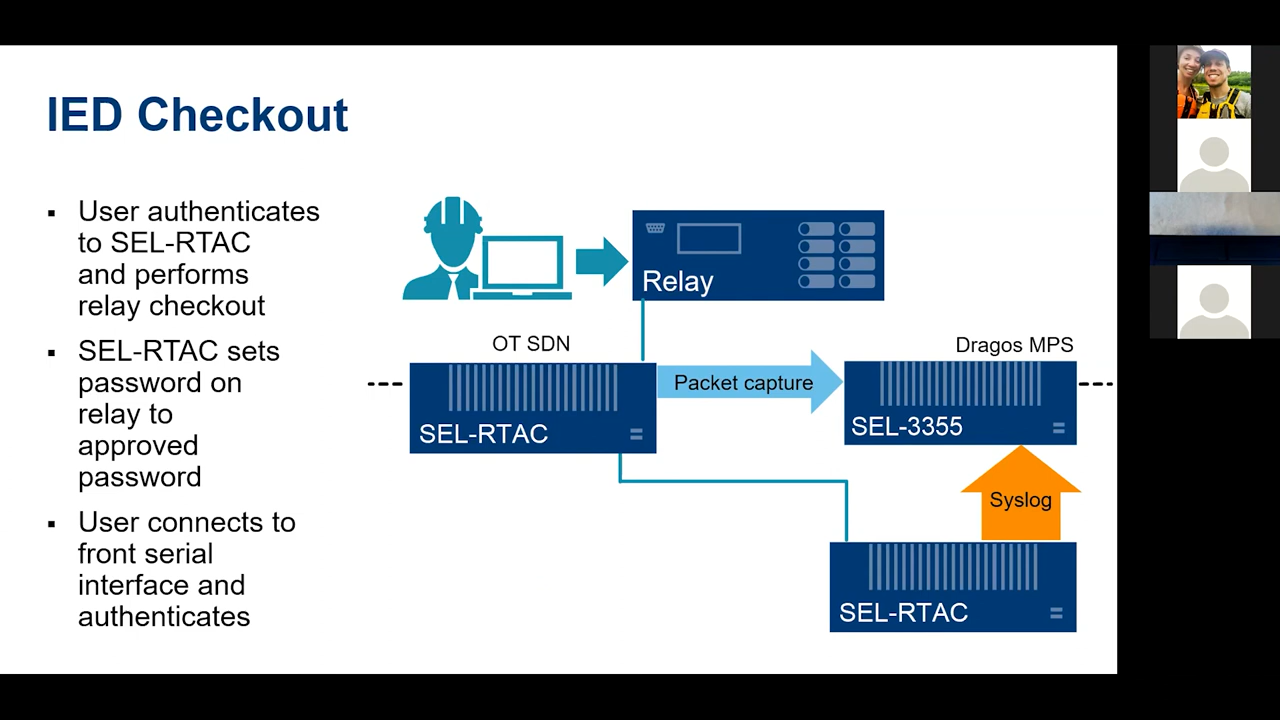 IED Checkout
▪ User authenticates
to SEL-RTAC
and performs
relay checkout
▪ SEL-RTAC sets
password on
relay to
approved
password
▪ User connects to
front serial
interface and
authenticates
Relay
OT SDN
Dragos MPS
Packet capture
SEL-RTAC
SEL-3355
Syslog
SEL-RTAC